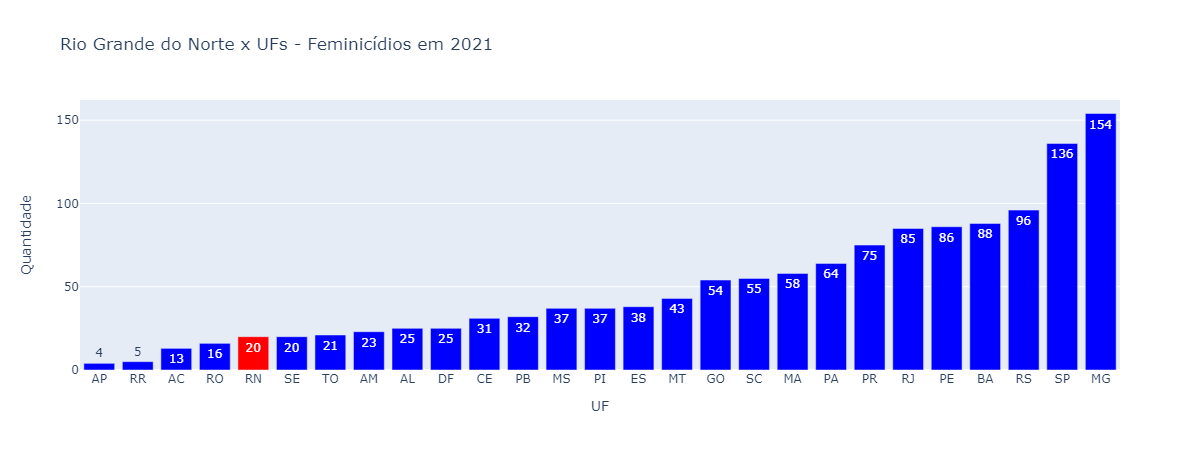 Rio Grande do Norte x UFs - Feminicídios em 2021
Quantidade
150
100
50
0
4 5 13 16 20 20 21 23 25 25 31 32 37 37 38 43 54 55 58 64 75 85 86 88 96 136 154
AP RR AC RO RN SE TO AM AL DF CE PB MS PI ES MT GO SC MA PA PR RJ PE BA RS SP MG
UF